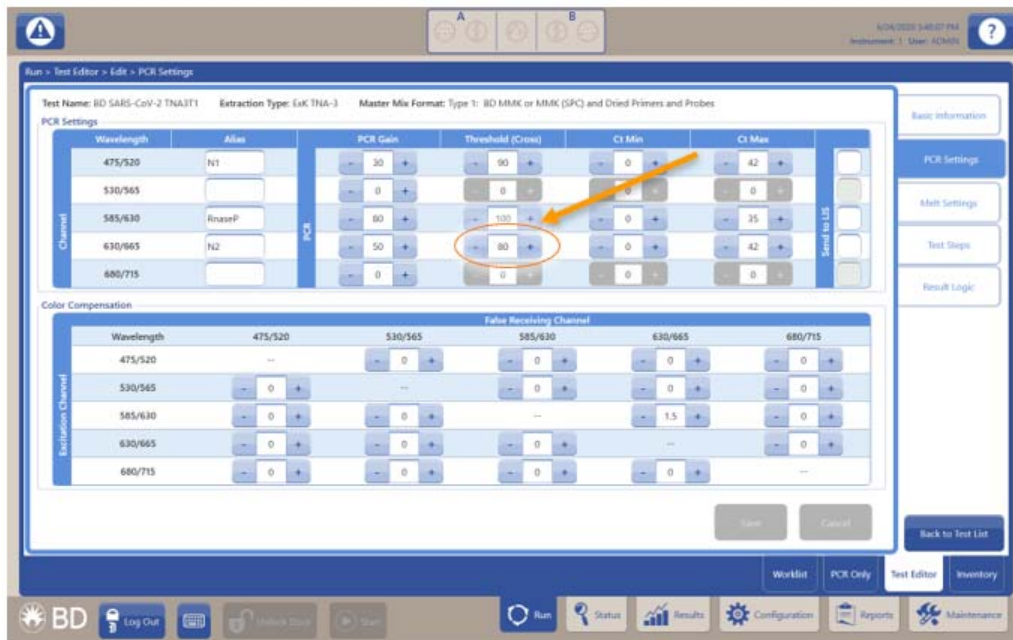 A B
6/24/2020 3:40:07 PM
Instrument: 1 User: ADMIN
?
Run > Test Editor > Edit > PCR Settings
Test Name: BD SARS-CoV-2 TNA3T1 Extraction Type: ExK TNA-3 Master Mix Format: Type 1: BD MMK or MMK (SPC) and Dried Primers and Probes
Basic Information
PCR Settings
Melt Settings
Test Steps
Result Logic
PCR Settings
Wavelength Alias PCR Gain Threshold (Cross) Ct Min Ct Max
Channel
PCR
Send to LIS
475/520 N1 - 30 + - 90 + - 0 + - 42 +
530/565 - 0 + - 0 + - 0 + - 0 +
585/630 RnaseP - 80 + - 100 + - 0 + - 35 +
630/665 N2 - 50 + - 80 + - 0 + - 42 +
680/715 - 0 + - 0 + - 0 + - 0 +
Color Compensation
False Receiving Channel
Excitation Channel
Wavelength 475/520 530/565 585/630 630/665 680/715
475/520 -- - 0 + - 0 + - 0 + - 0 +
530/565 - 0 + -- - 0 + - 0 + - 0 +
585/630 - 0 + - 0 + -- - 1.5 + - 0 +
630/665 - 0 + - 0 + - 0 + -- - 0 +
680/715 - 0 + - 0 + - 0 + - 0 + --
Save Cancel
Back to Test List
Worklist PCR Only Test Editor Inventory
BD Log Out Unlock Door Start Run Status Results Configuration Reports Maintenance